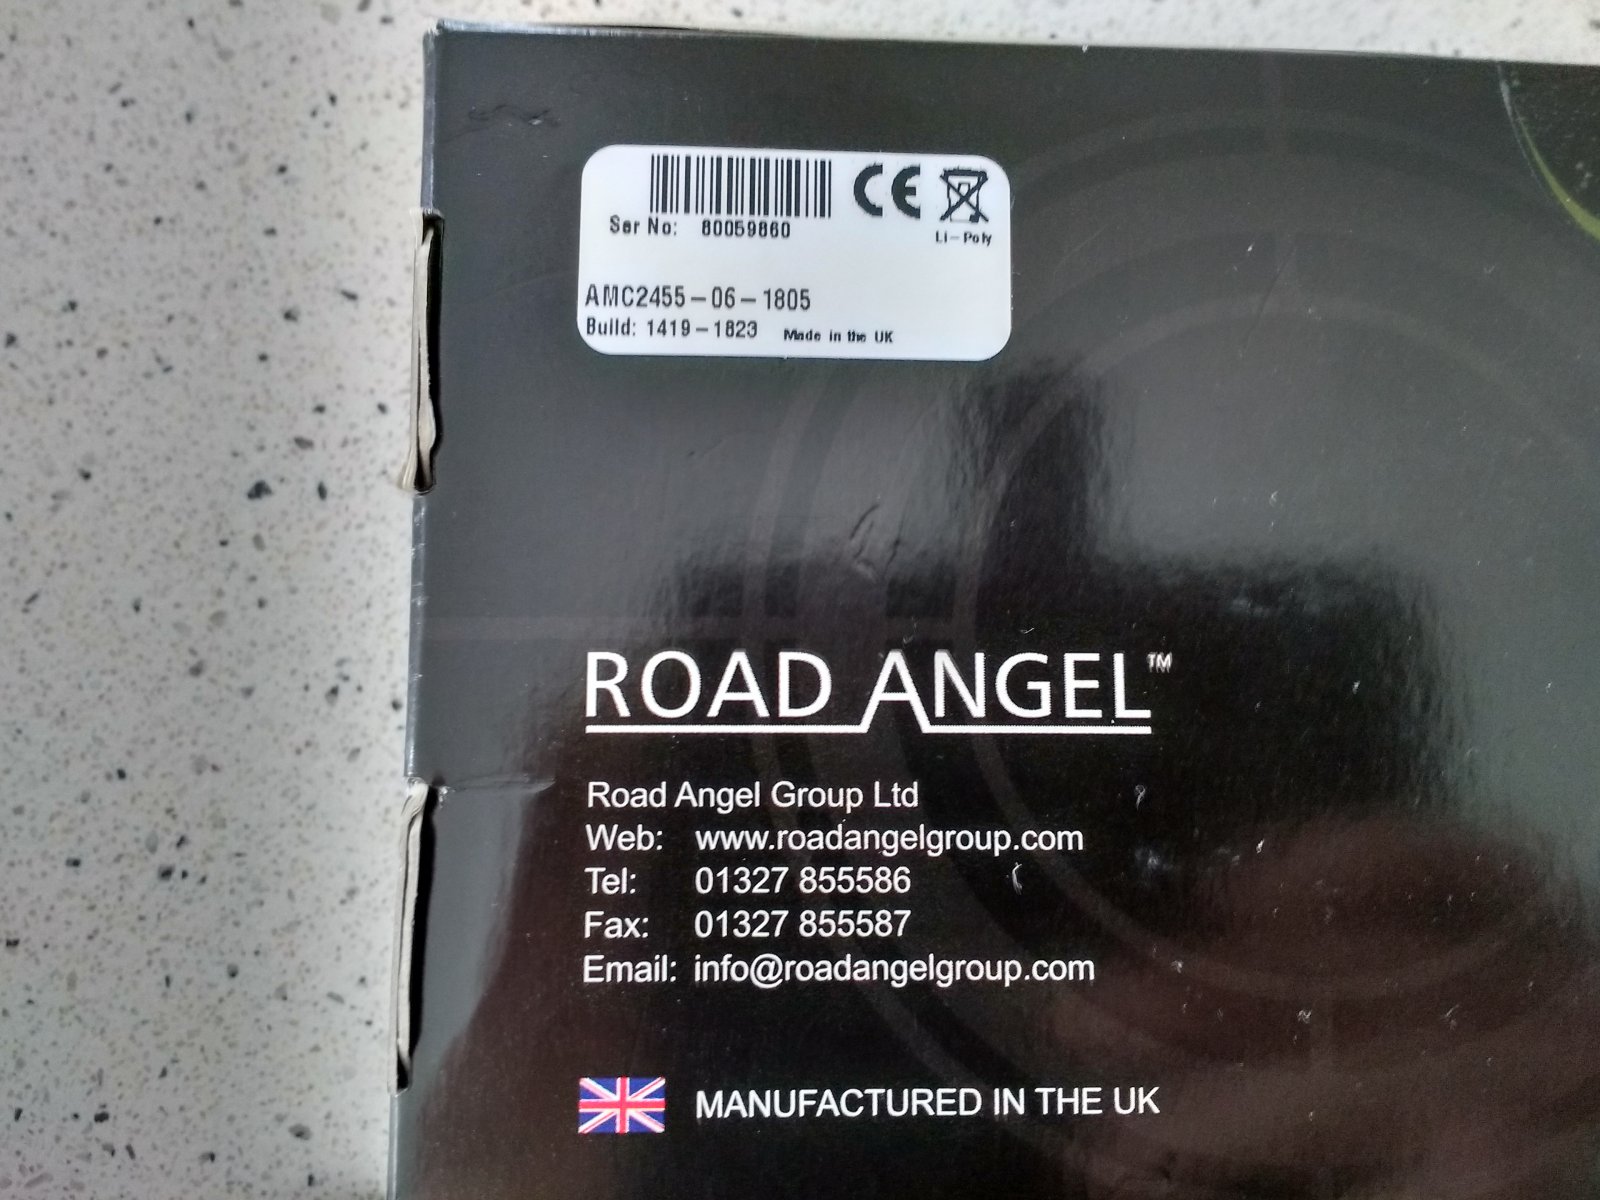 Ser No: 80059860
Li-Poly
AMC2455-06-1805
Build: 1419-1823 Made in the UK
ROAD ANGEL™
Road Angel Group Ltd
Web: www.roadangelgroup.com
Tel: 01327 855586
Fax: 01327 855587
Email: info@roadangelgroup.com
MANUFACTURED IN THE UK